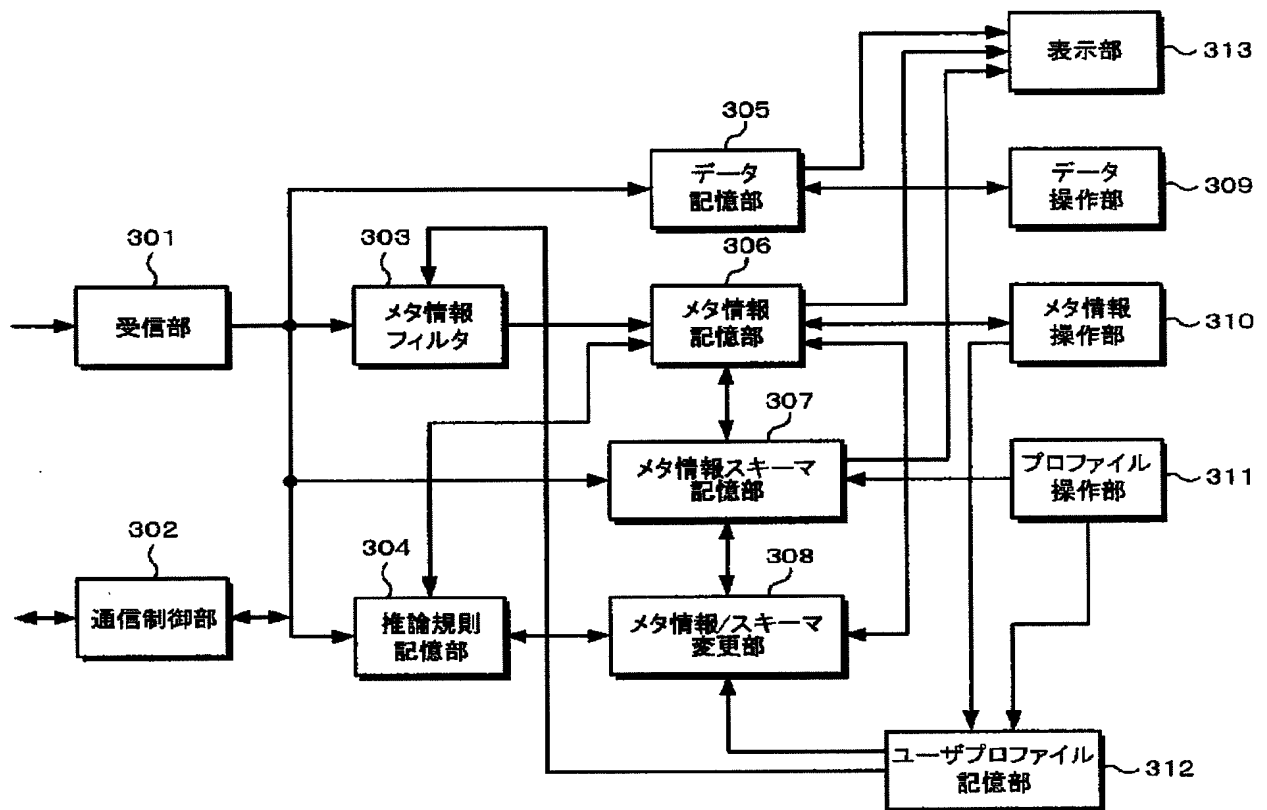 表示部
313
305
データ
記憶部
データ
操作部
309
301
受信部
303
メタ情報
フィルタ
306
メタ情報
記憶部
メタ情報
操作部
310
307
メタ情報スキーマ
記憶部
プロファイル
操作部
311
302
通信制御部
304
推論規則
記憶部
308
メタ情報/スキーマ
変更部
ユーザプロファイル
記憶部
312